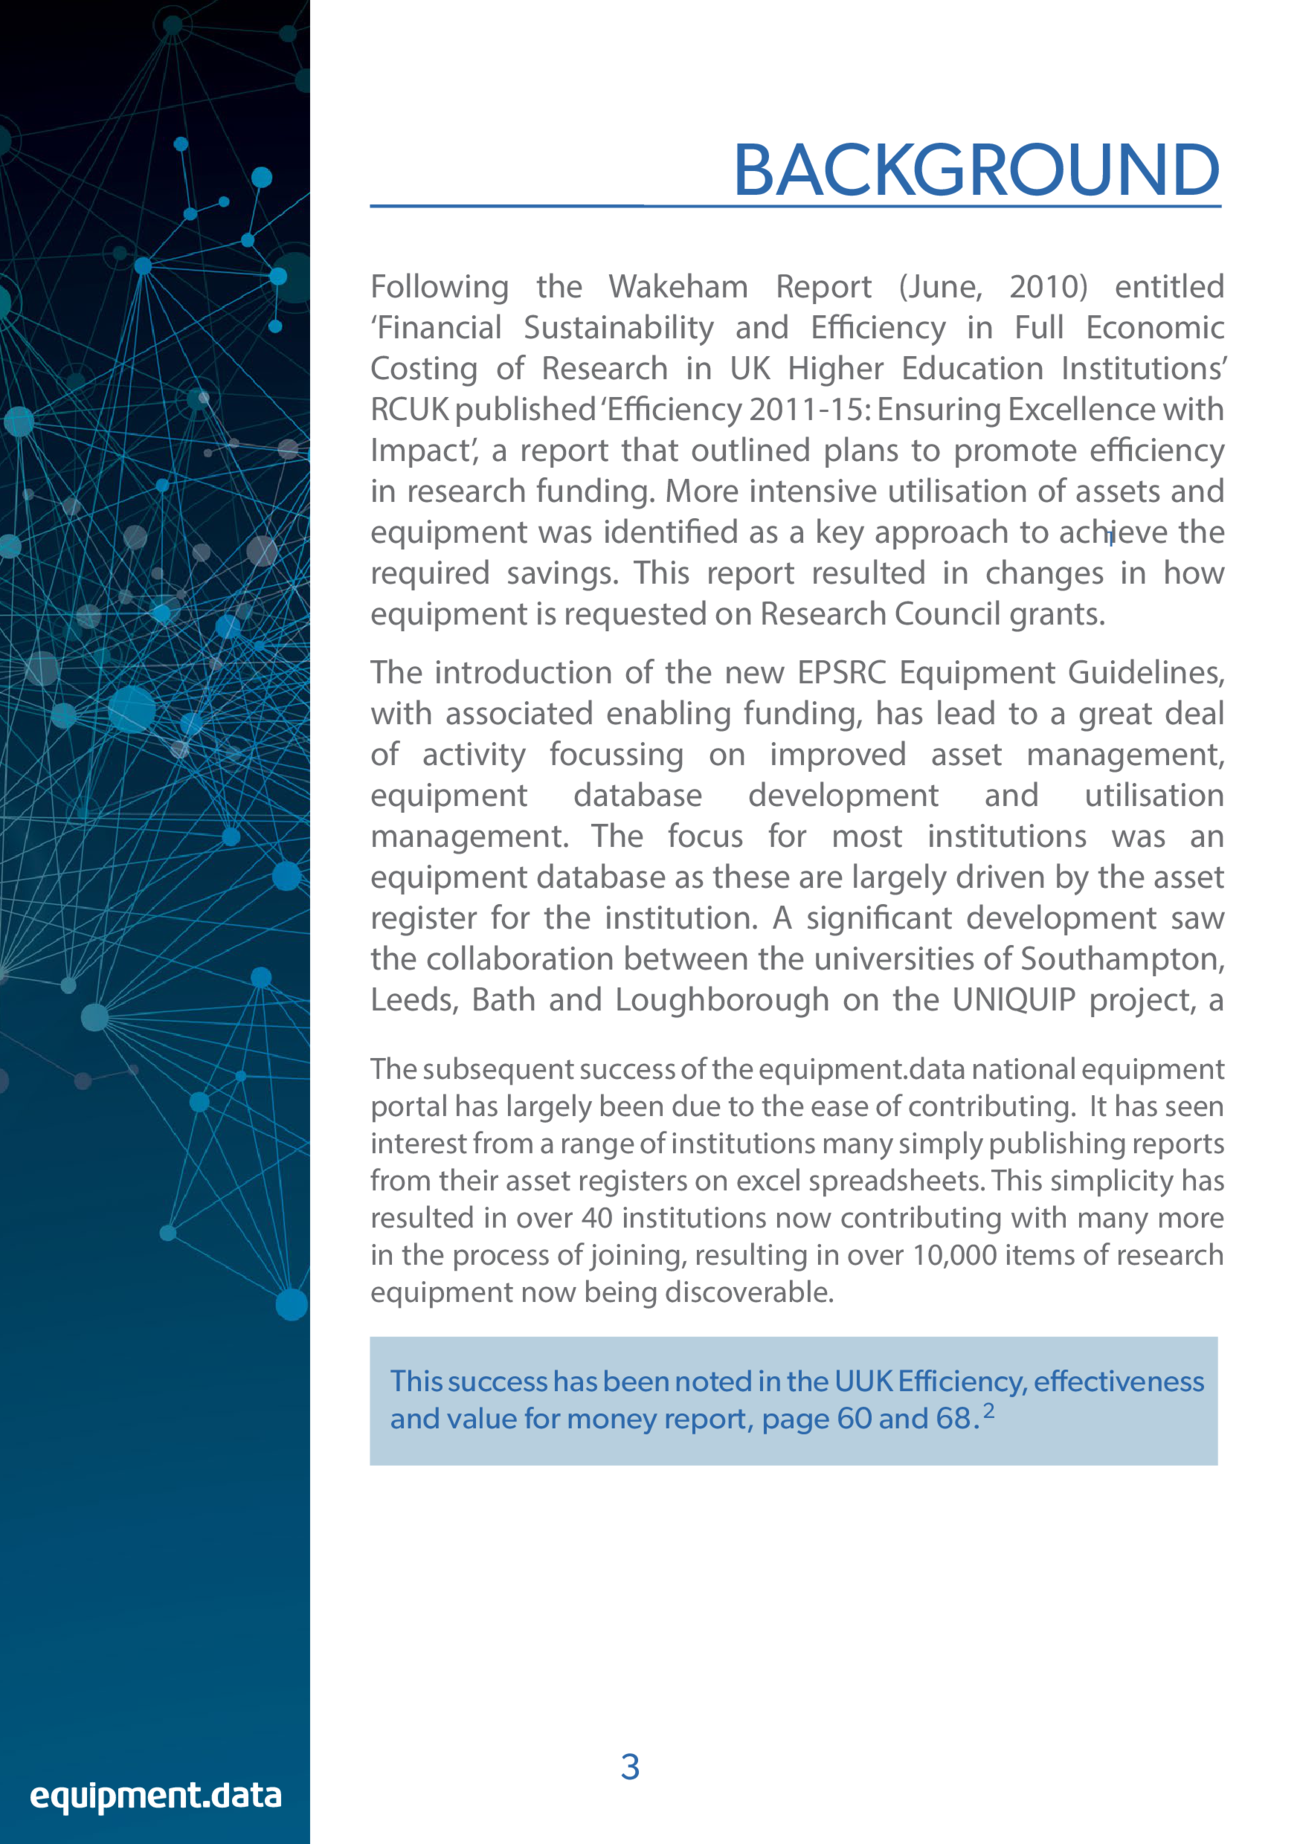 BACKGROUND
Following the Wakeham Report (June, 2010) entitled
‘Financial Sustainability and Efficiency in Full Economic
Costing of Research in UK Higher Education Institutions’
RCUK published ‘Efficiency 2011-15: Ensuring Excellence with
Impact’, a report that outlined plans to promote efficiency
in research funding. More intensive utilisation of assets and
equipment was identified as a key approach to achieve the
required savings. This report resulted in changes in how
equipment is requested on Research Council grants.
1
The introduction of the new EPSRC Equipment Guidelines,
with associated enabling funding, has lead to a great deal
of activity focussing on improved asset management,
equipment database development and utilisation
management. The focus for most institutions was an
equipment database as these are largely driven by the asset
register for the institution. A significant development saw
the collaboration between the universities of Southampton,
Leeds, Bath and Loughborough on the UNIQUIP project, a
The subsequent success of the equipment.data national equipment
portal has largely been due to the ease of contributing. It has seen
interest from a range of institutions many simply publishing reports
from their asset registers on excel spreadsheets. This simplicity has
resulted in over 40 institutions now contributing with many more
in the process of joining, resulting in over 10,000 items of research
equipment now being discoverable.
This success has been noted in the UUK Efficiency, effectiveness
and value for money report, page 60 and 68.2
3
equipment.data